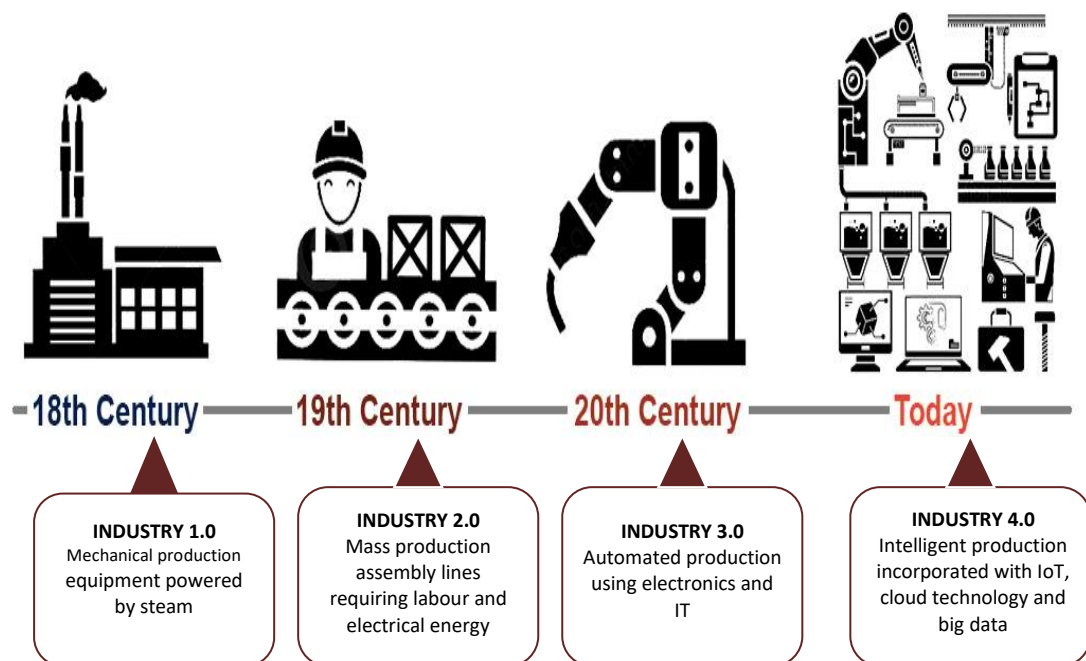 18th Century
19th Century
20th Century
Today
INDUSTRY 1.0
Mechanical production
equipment powered
by steam
INDUSTRY 2.0
Mass production
assembly lines
requiring labour and
electrical energy
INDUSTRY 3.0
Automated production
using electronics and
IT
INDUSTRY 4.0
Intelligent production
incorporated with IoT,
cloud technology and
big data